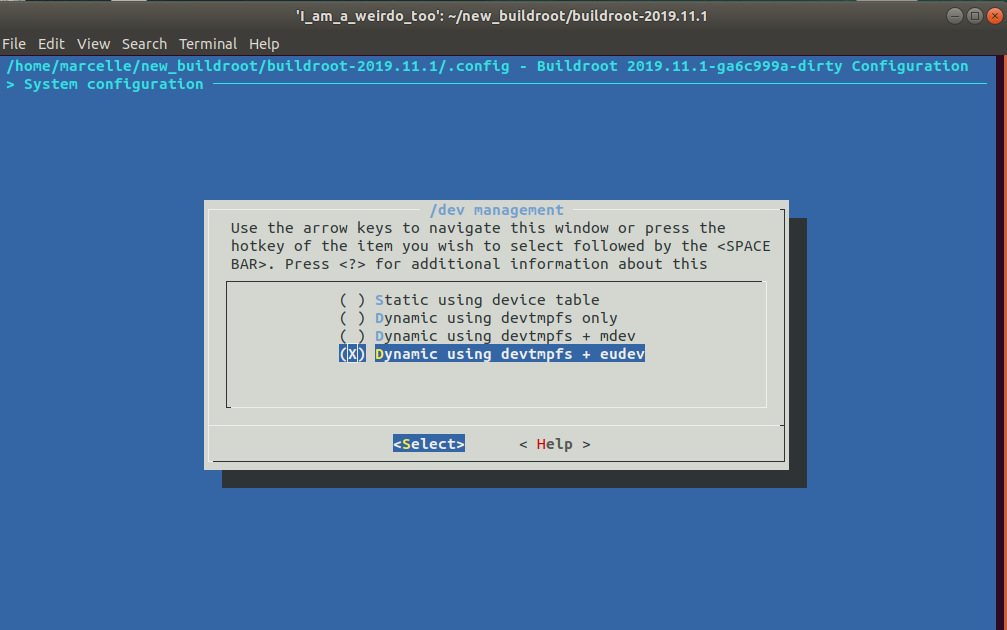 'I_am_a_weirdo_too': ~/new_buildroot/buildroot-2019.11.1
File Edit View Search Terminal Help
/home/marcelle/new_buildroot/buildroot-2019.11.1/.config - Buildroot 2019.11.1-ga6c999a-dirty Configuration
> System configuration
/dev management
Use the arrow keys to navigate this window or press the
hotkey of the item you wish to select followed by the <SPACE
BAR>. Press <?> for additional information about this
( ) Static using device table
( ) Dynamic using devtmpfs only
( ) Dynamic using devtmpfs + mdev
(X) Dynamic using devtmpfs + eudev
<Select> < Help >